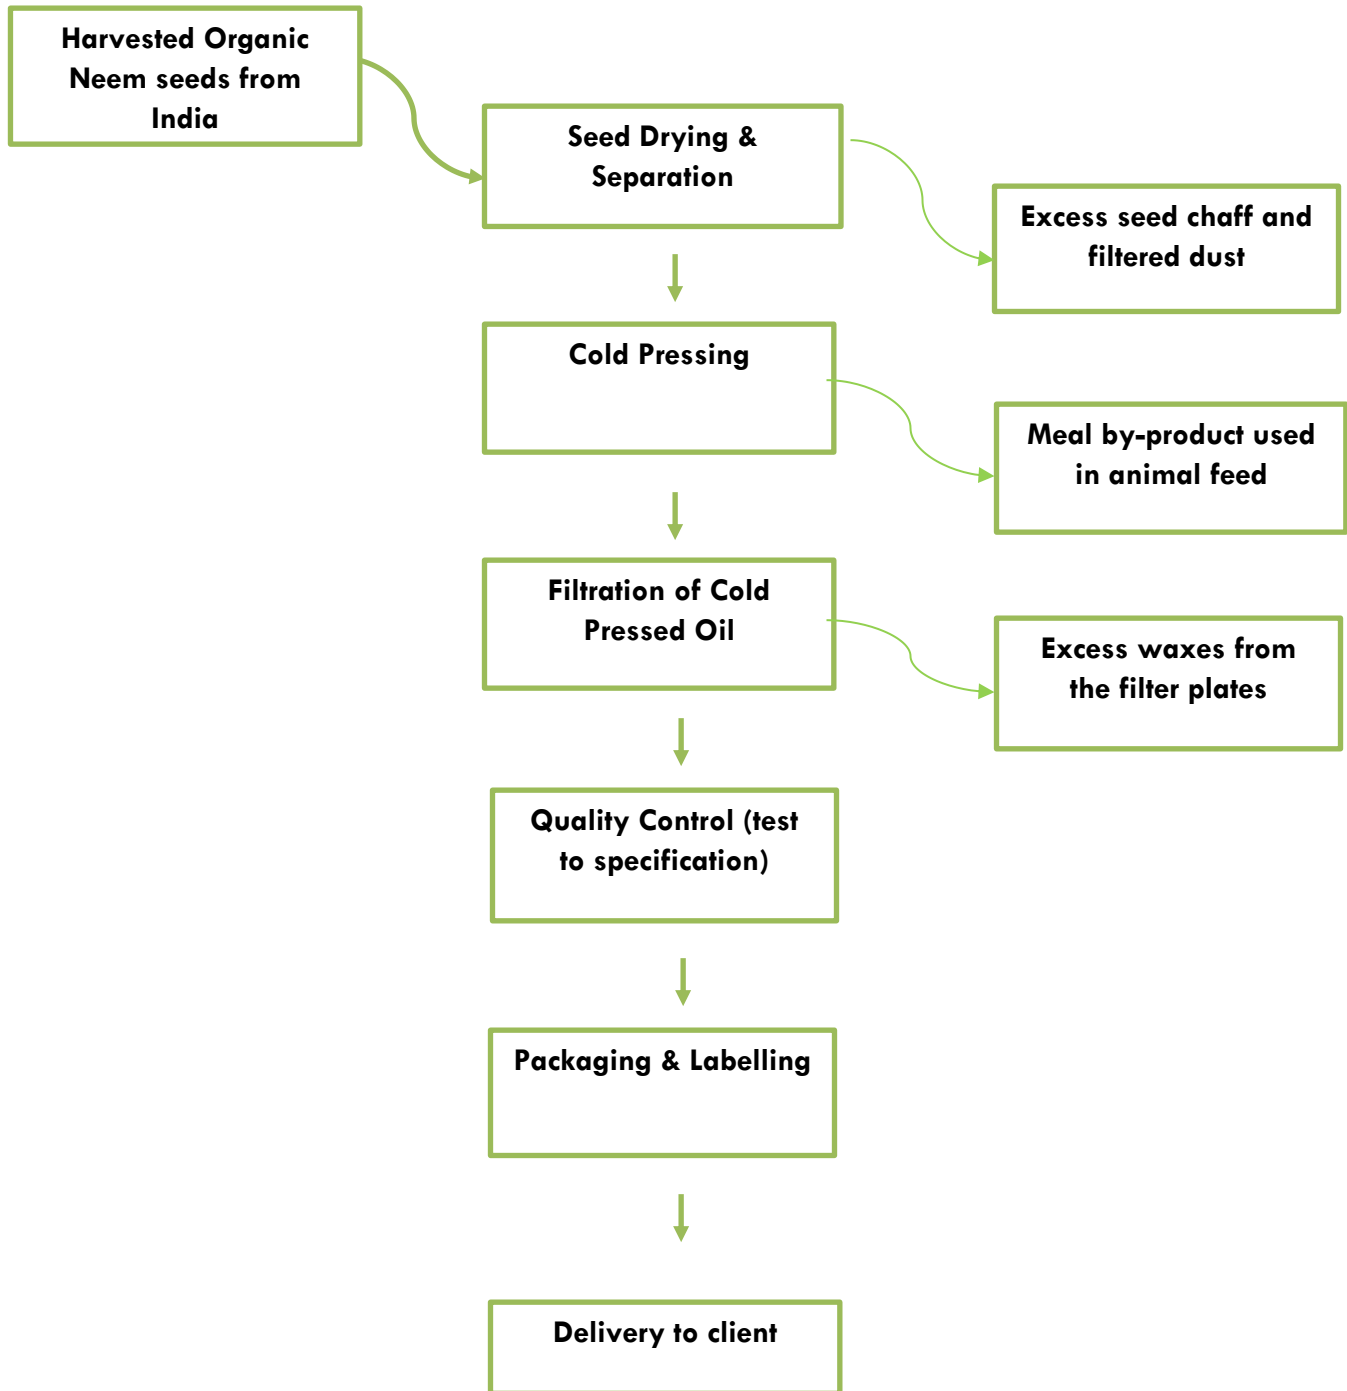 Harvested Organic
Neem seeds from
India
Seed Drying &
Separation
Excess seed chaff and
filtered dust
Cold Pressing
Meal by-product used
in animal feed
Filtration of Cold
Pressed Oil
Excess waxes from
the filter plates
Quality Control (test
to specification)
Packaging & Labelling
Delivery to client